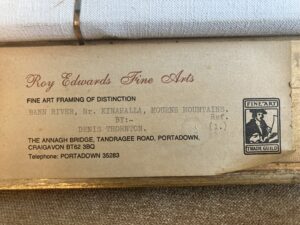 Roy Edwards Fine Arts
FINE ART FRAMING OF DISTINCTION
BANN RIVER, Nr. KINAHALLA, MOURNE MOUNTAINS.
BY:- Ref.
DENIS THORNTON. (1.)
THE ANNAGH BRIDGE, TANDRAGEE ROAD, PORTADOWN,
CRAIGAVON BT62 3BQ
Telephone: PORTADOWN 35283
FINE·ART
TRADE GUILD